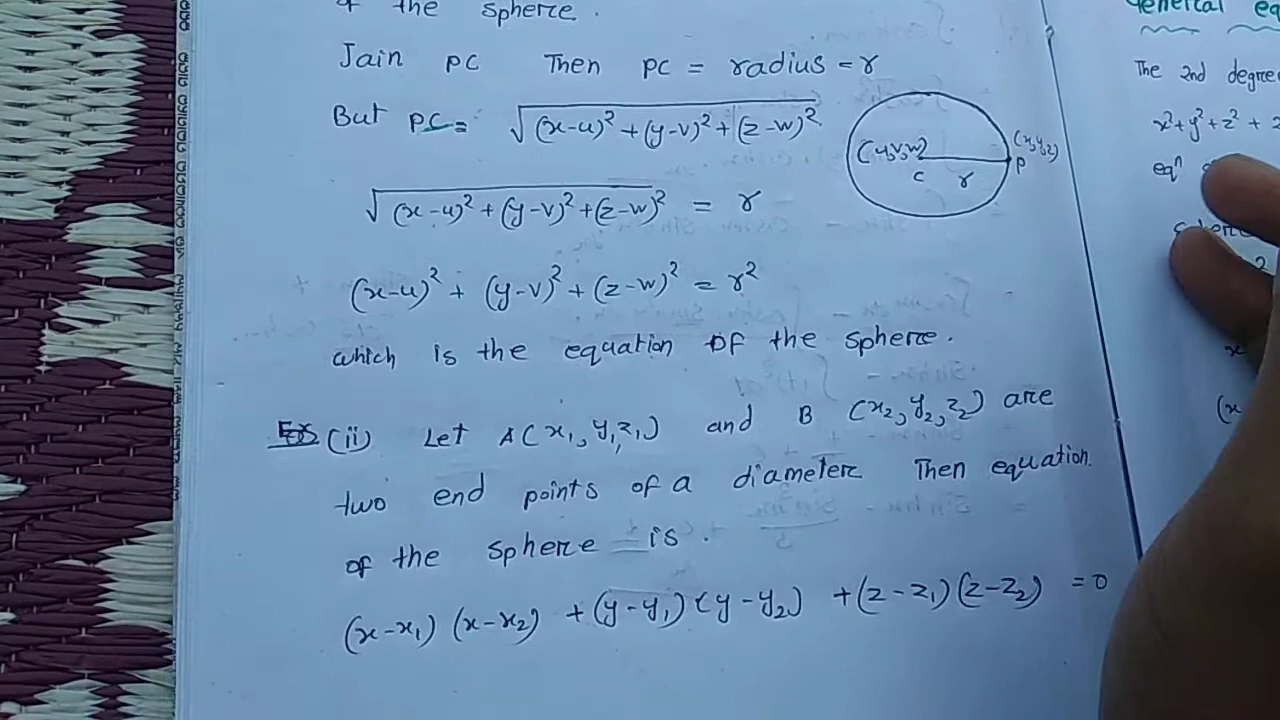 of the sphere.
Jain PC Then PC = radius = r
But PC = √(x-u)² + (y-v)² + (z-w)²
(u,v,w) (x,y,z)
C r P
√(x-u)² + (y-v)² + (z-w)² = r
(x-u)² + (y-v)² + (z-w)² = r²
which is the equation of the sphere.
(ii) Let A(x₁, y₁, z₁) and B (x₂, y₂, z₂) are
two end points of a diameter Then equation.
of the sphere is.
(x-x₁) (x-x₂) + (y-y₁) (y-y₂) + (z-z₁) (z-z₂) = 0
General eq
The 2nd degree
x² + y² + z² +
eqⁿ